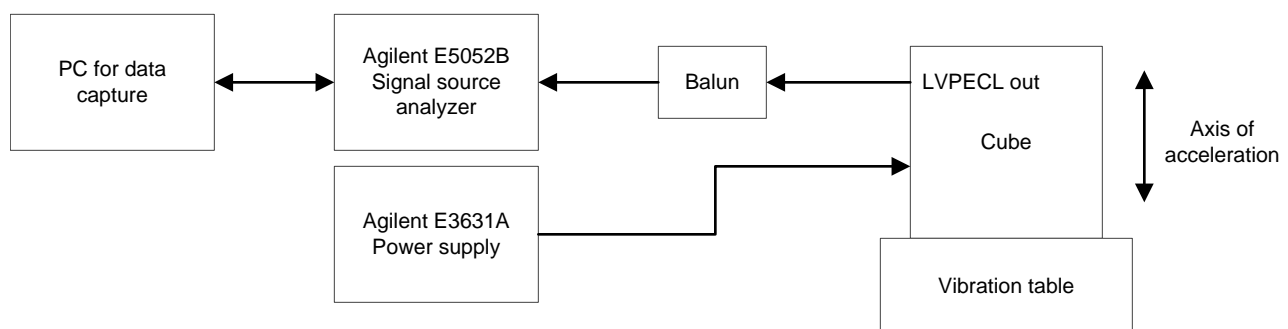 PC for data
capture
Agilent E5052B
Signal source
analyzer
Balun
LVPECL out
Cube
Axis of
acceleration
Agilent E3631A
Power supply
Vibration table